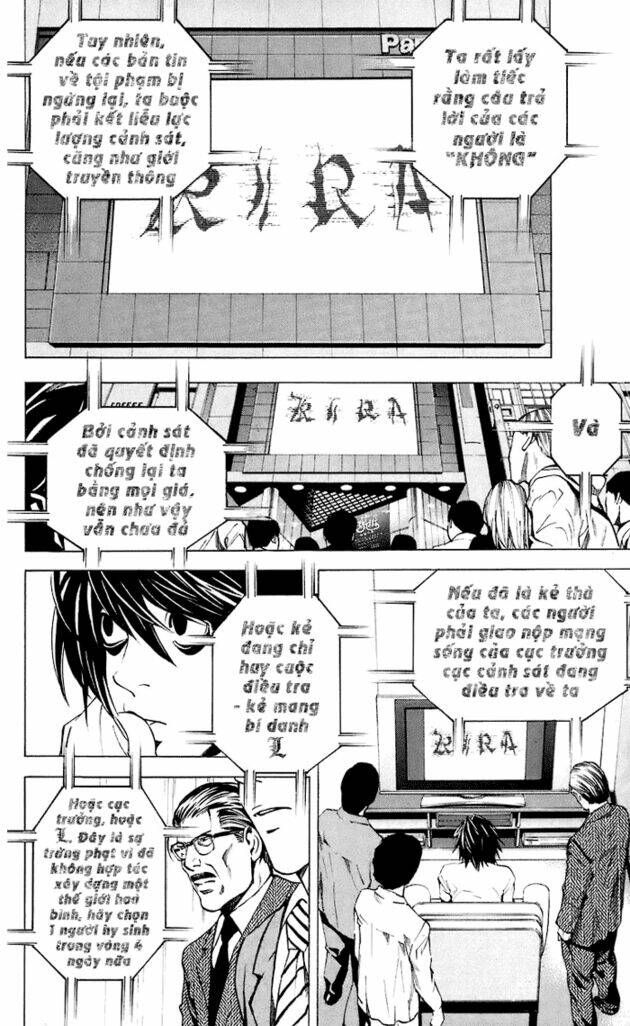 Pa
Ta rất lấy
làm tiếc
rằng câu trả
lời của các
ngươi là
"KHÔNG"
Tuy nhiên,
nếu các bản tin
về tội phạm bị
ngừng lại, ta buộc
phải kết liễu lực
lượng cảnh sát,
cũng như giới
truyền thông
KIRA
Và
COFFEE
Bởi cảnh sát
đã quyết định
chống lại ta
bằng mọi giá,
nên như vậy
vẫn chưa đủ
KIRA
Nếu đã là kẻ thù
của ta, các người
phải giao nộp mạng
sống của cục trưởng
cục cảnh sát đang
điều tra về ta
Hoặc kẻ
đang chỉ
huy cuộc
điều tra
- kẻ mang
bí danh
L
KIRA
Hoặc cục
trưởng, hoặc
L. Đây là sự
trừng phạt vì đã
không hợp tác
xây dựng một
thế giới hoà
bình, hãy chọn
1 người hy sinh
trong vòng 4
ngày nữa